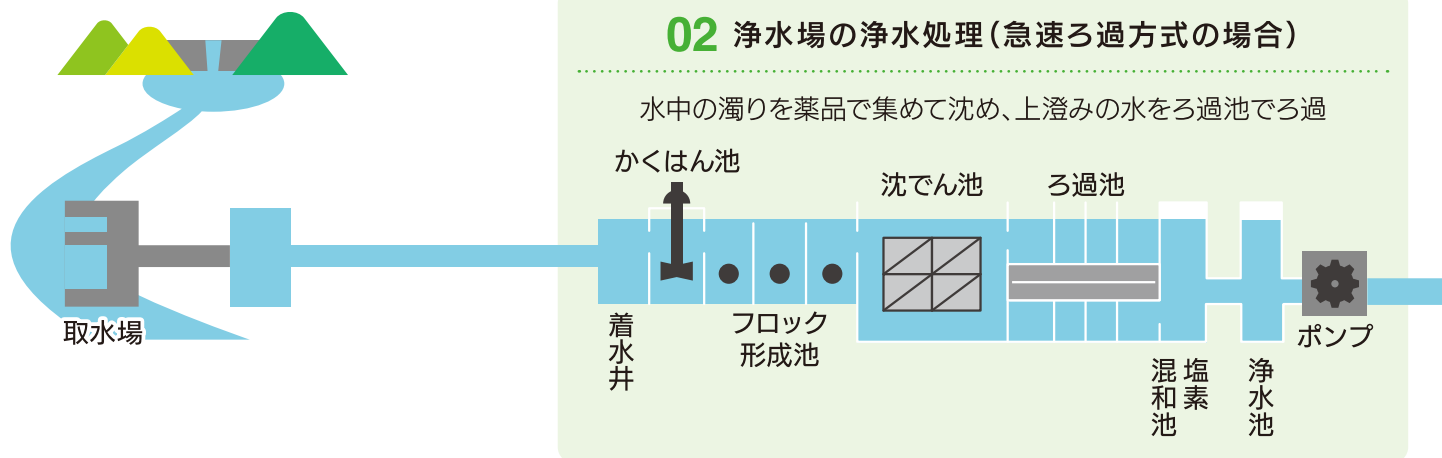 02 浄水場の浄水処理（急速ろ過方式の場合）
水中の濁りを薬品で集めて沈め、上澄みの水をろ過池でろ過
かくはん池
沈でん池
ろ過池
取水場
着水井
フロック
形成池
塩素
混和池
浄水池
ポンプ